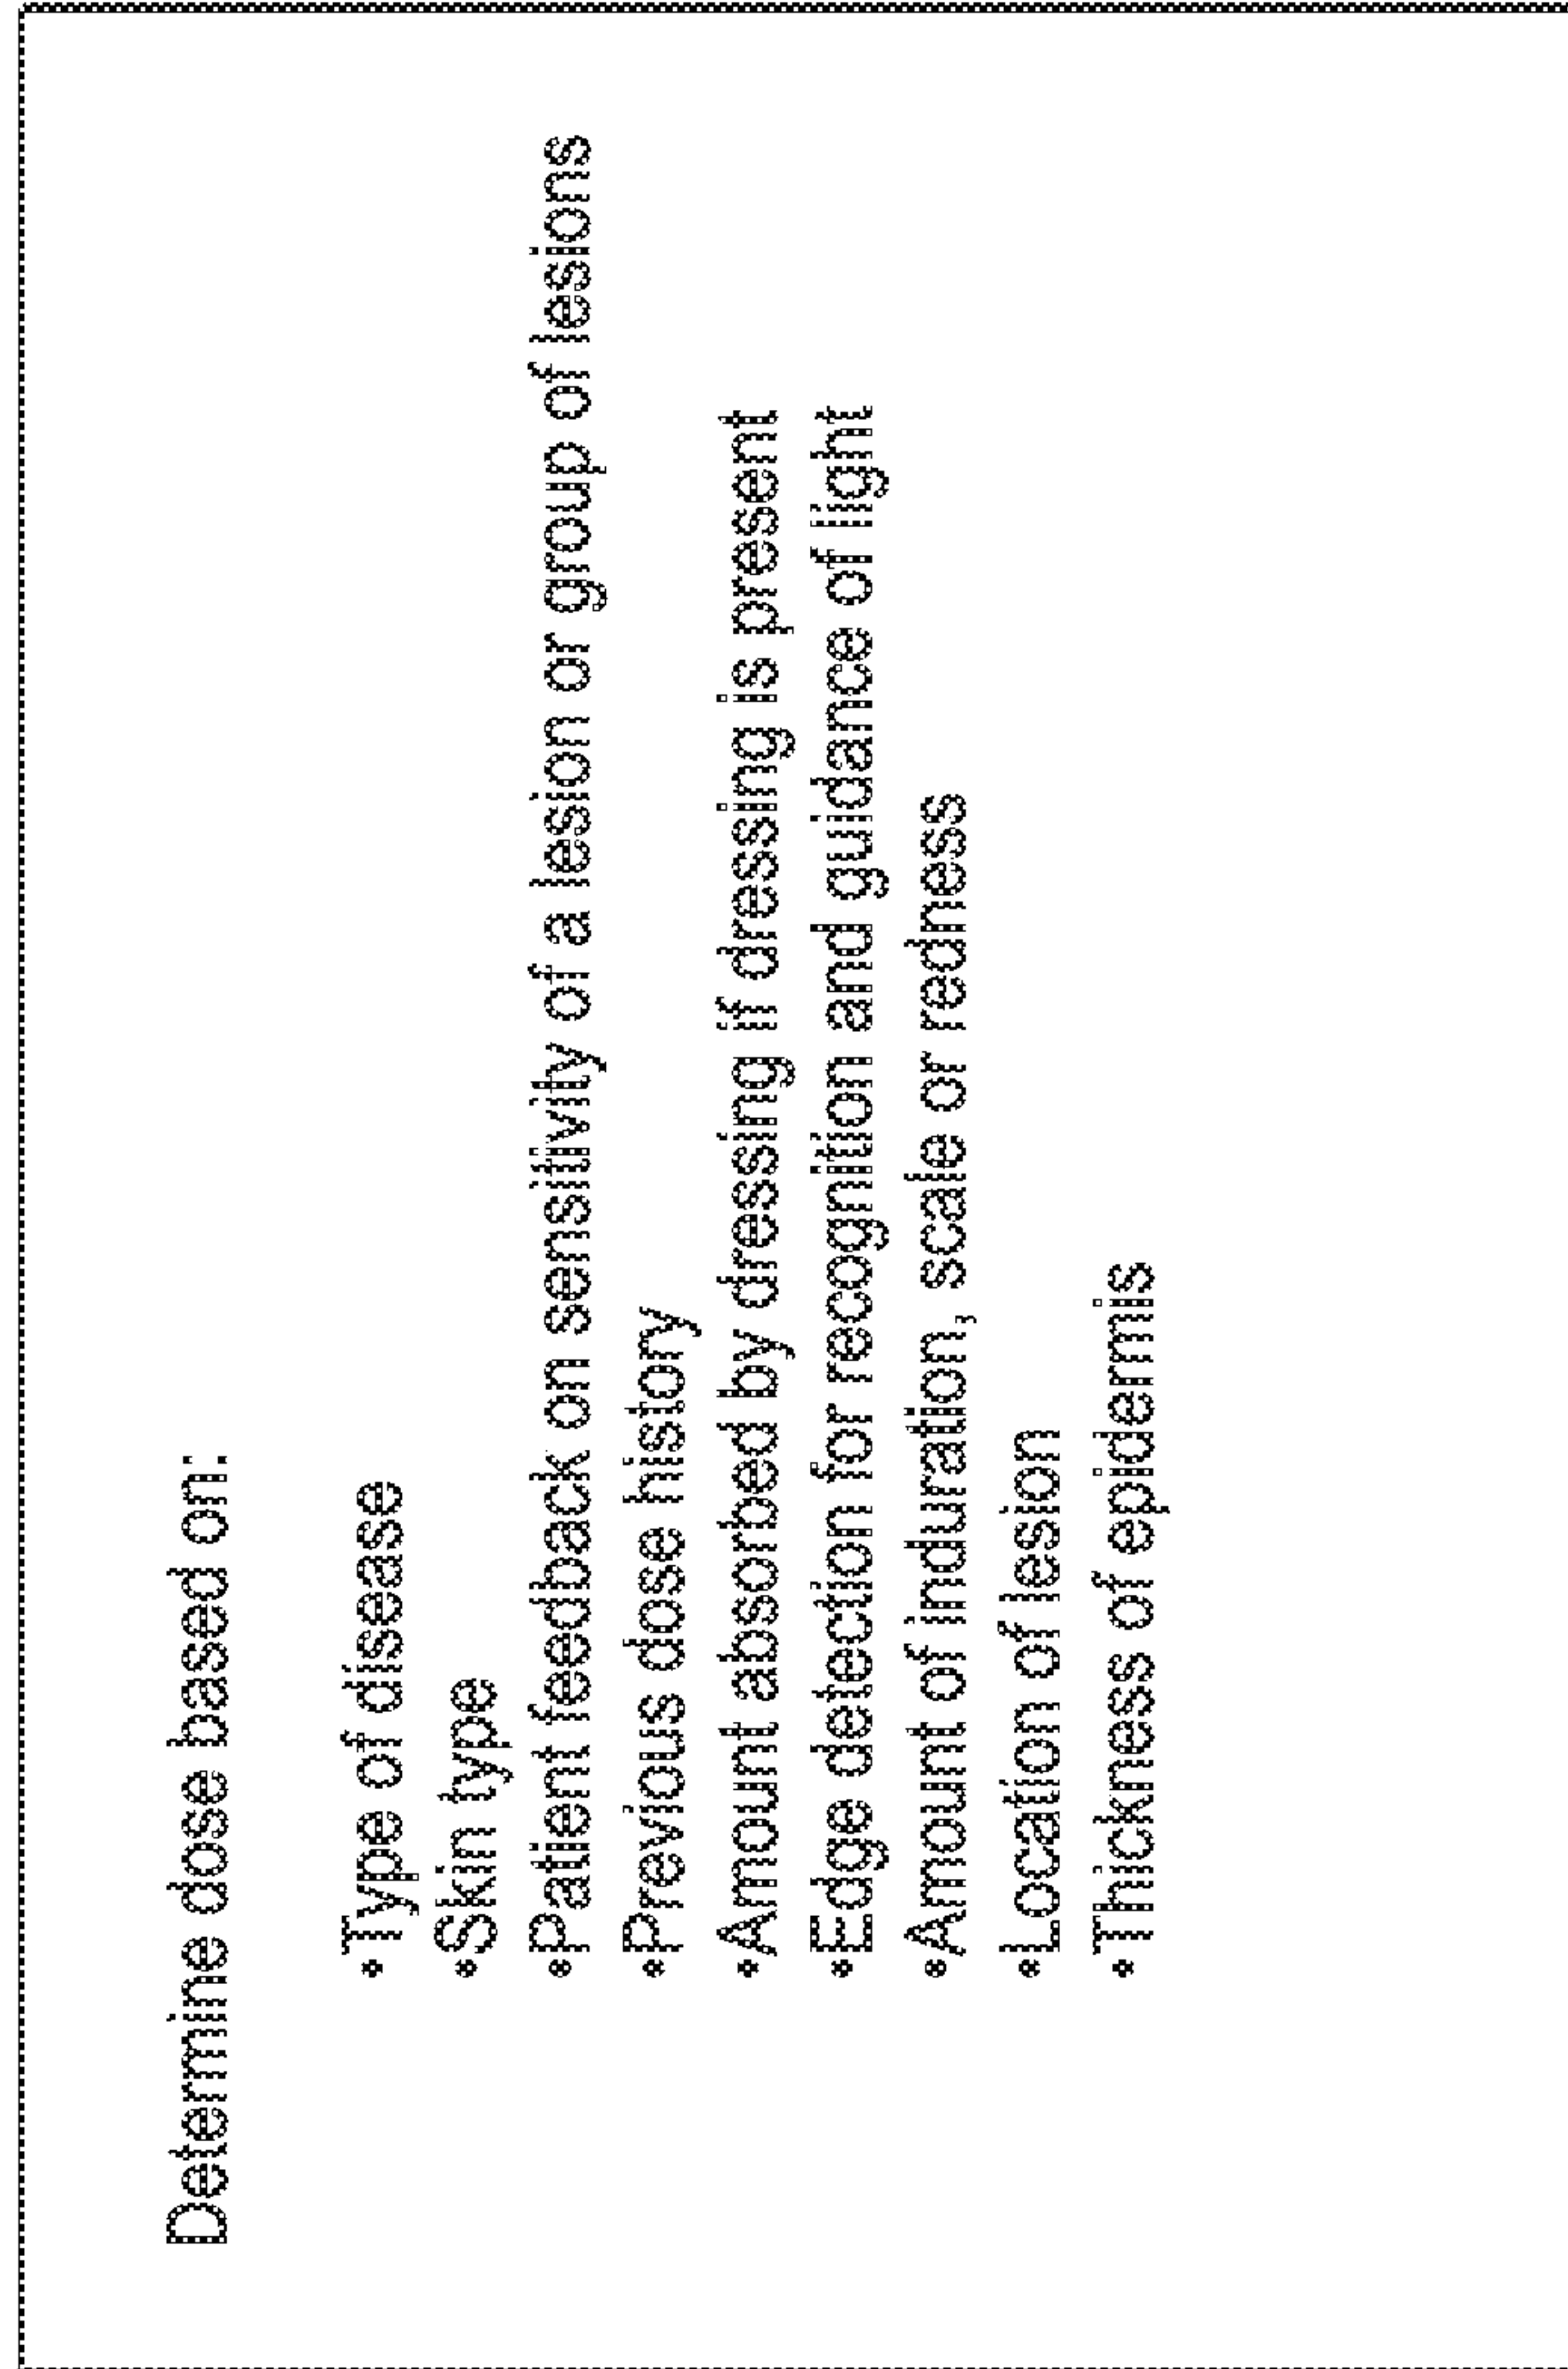 Determine dose based on:
•Type of disease
•Skin type
•Patient feedback on sensitivity of a lesion or group of lesions
•Previous dose history
•Amount absorbed by dressing if dressing is present
•Edge detection for recognition and guidance of light
•Amount of induration, scale or redness
•Location of lesion
•Thickness of epidermis